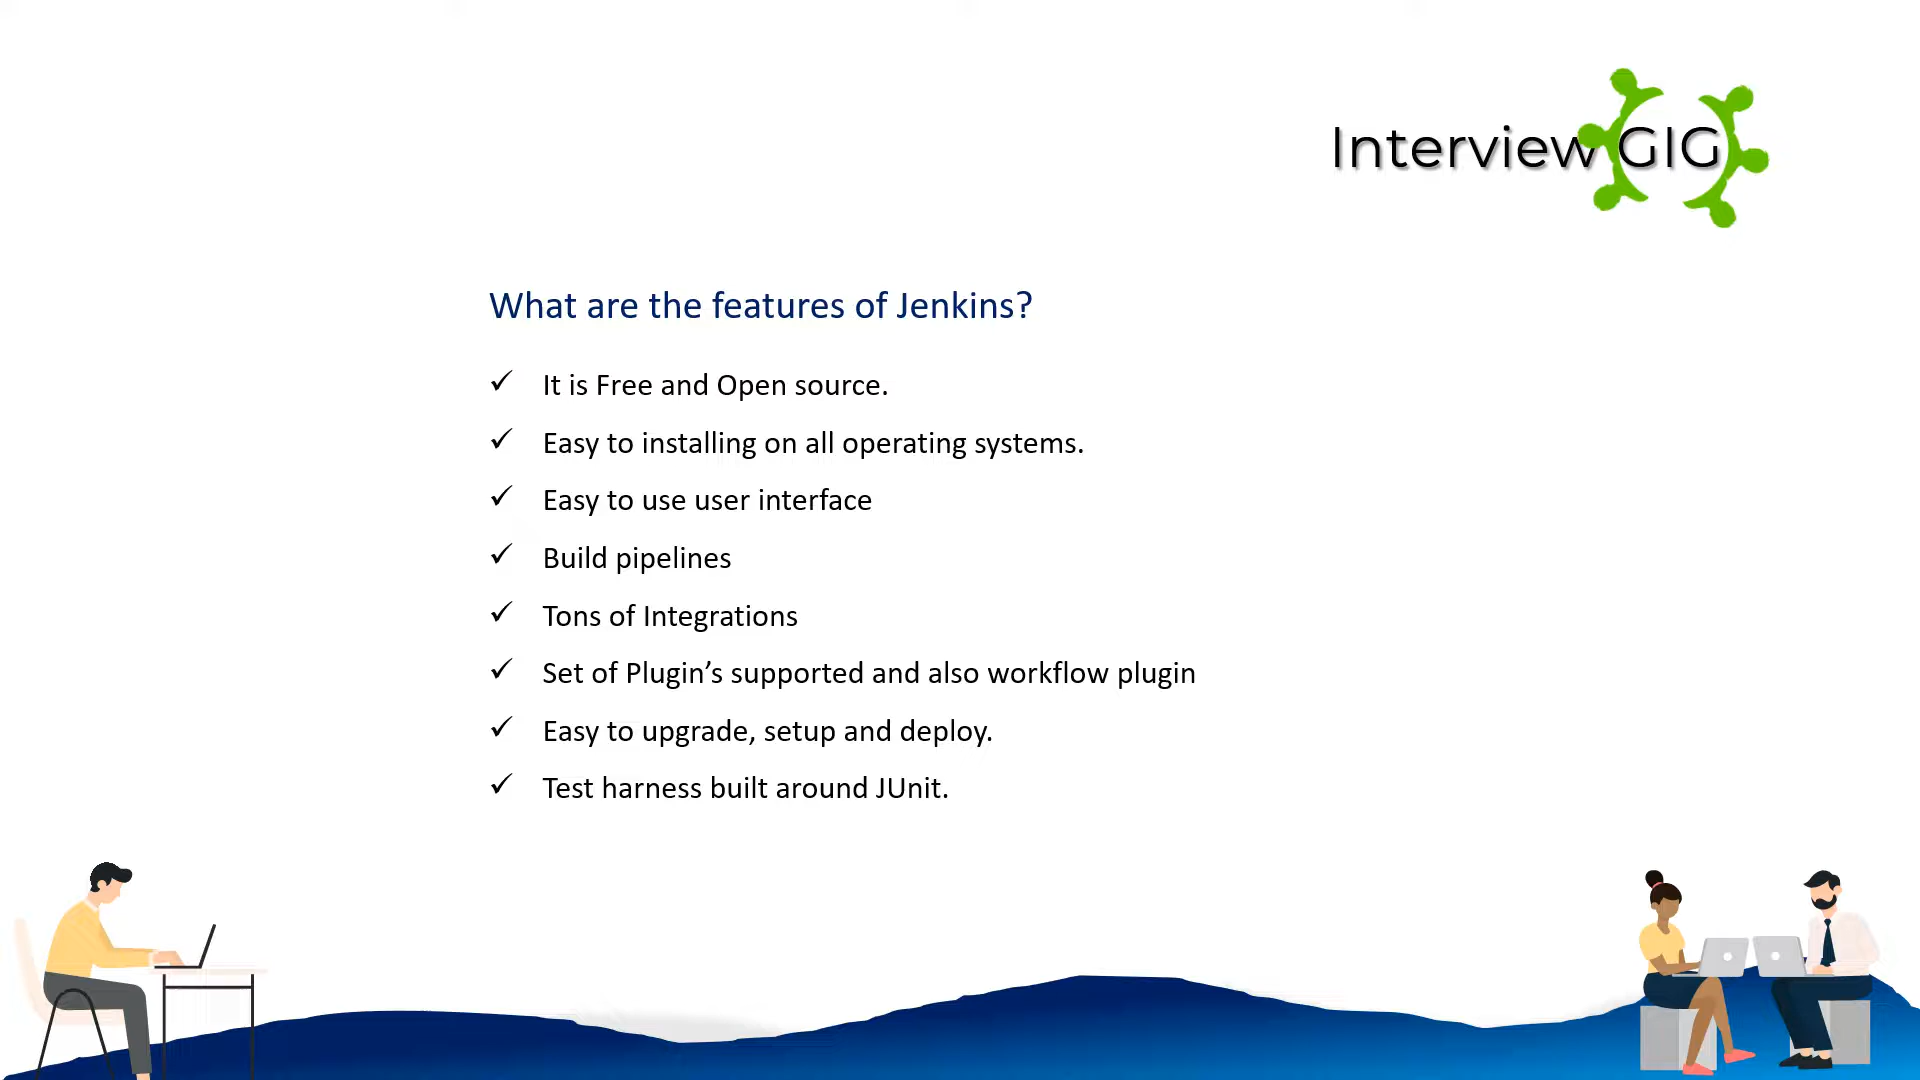 Interview GIG
What are the features of Jenkins?
✓ It is Free and Open source.
✓ Easy to installing on all operating systems.
✓ Easy to use user interface
✓ Build pipelines
✓ Tons of Integrations
✓ Set of Plugin’s supported and also workflow plugin
✓ Easy to upgrade, setup and deploy.
✓ Test harness built around JUnit.